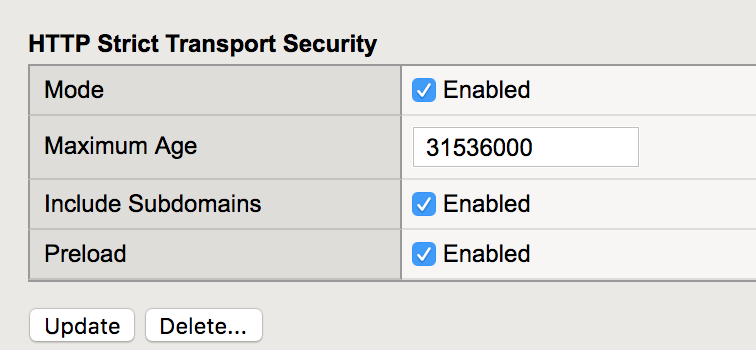 HTTP Strict Transport Security
Mode Enabled
Maximum Age 31536000
Include Subdomains Enabled
Preload Enabled
Update Delete...